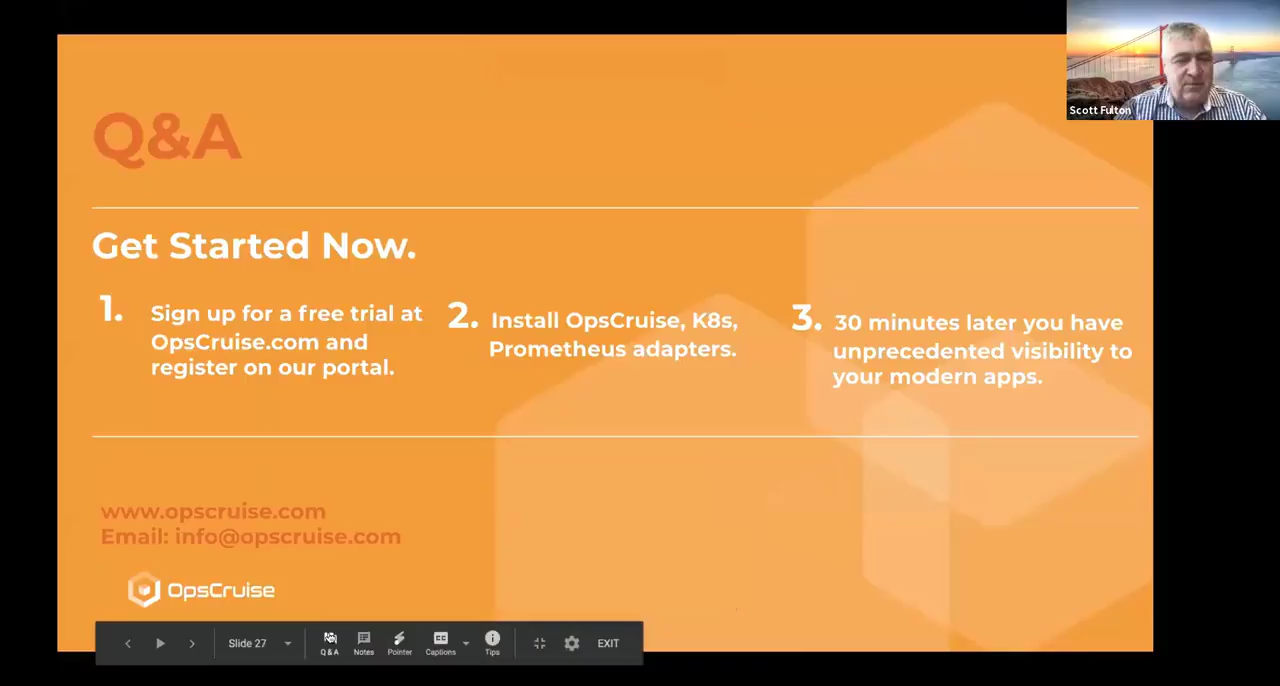 Scott Fulton
Q&A
Get Started Now.
1. Sign up for a free trial at
OpsCruise.com and
register on our portal.
2. Install OpsCruise, K8s,
Prometheus adapters.
3. 30 minutes later you have
unprecedented visibility to
your modern apps.
www.opscruise.com
Email: info@opscruise.com
OpsCruise
Slide 27
Q&A
Notes
Pointer
CC
Captions
Tips
EXIT